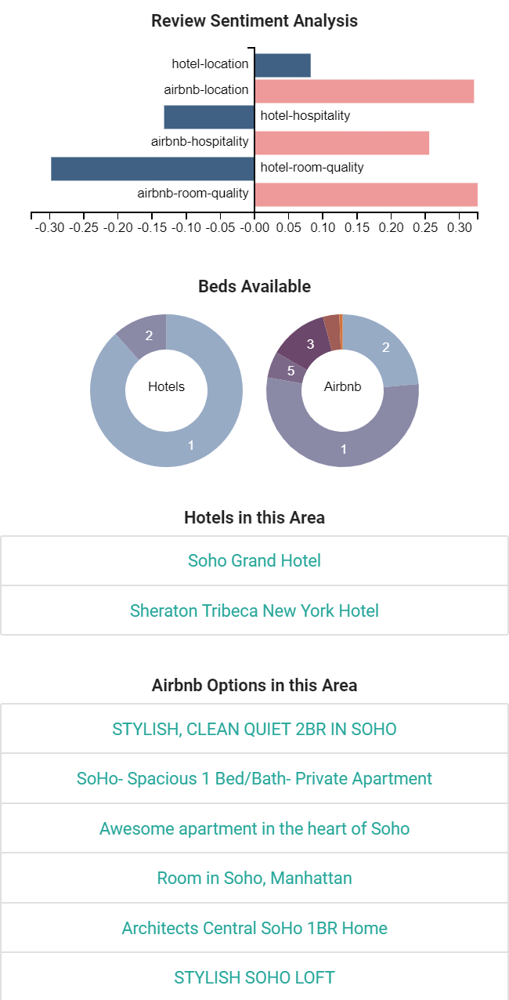 Review Sentiment Analysis
hotel-location
airbnb-location
hotel-hospitality
airbnb-hospitality
hotel-room-quality
airbnb-room-quality
-0.30 -0.25 -0.20 -0.15 -0.10 -0.05 -0.00 0.05 0.10 0.15 0.20 0.25 0.30
Beds Available
2
1
Hotels
2
3
5
1
Airbnb
Hotels in this Area
Soho Grand Hotel
Sheraton Tribeca New York Hotel
Airbnb Options in this Area
STYLISH, CLEAN QUIET 2BR IN SOHO
SoHo- Spacious 1 Bed/Bath- Private Apartment
Awesome apartment in the heart of Soho
Room in Soho, Manhattan
Architects Central SoHo 1BR Home
STYLISH SOHO LOFT